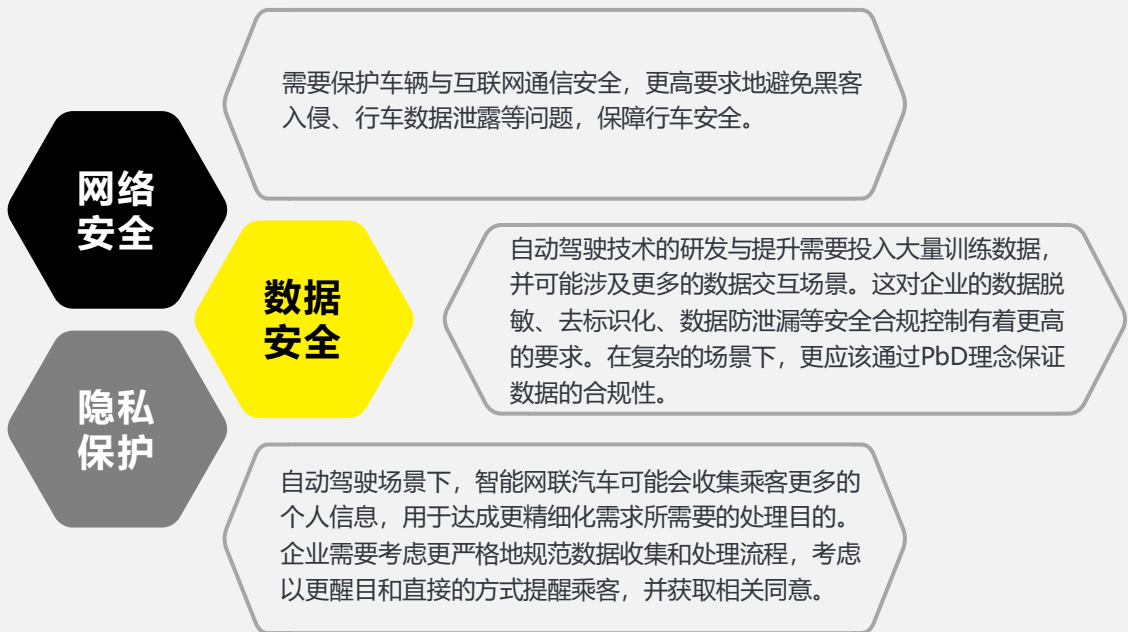 需要保护车辆与互联网通信安全，更高要求地避免黑客
入侵、行车数据泄露等问题，保障行车安全。
网络
安全
自动驾驶技术的研发与提升需要投入大量训练数据，
并可能涉及更多的数据交互场景。这对企业的数据脱
敏、去标识化、数据防泄漏等安全合规控制有着更高
的要求。在复杂的场景下，更应该通过PbD理念保证
数据的合规性。
数据
安全
隐私
保护
自动驾驶场景下，智能网联汽车可能会收集乘客更多的
个人信息，用于达成更精细化需求所需要的处理目的。
企业需要考虑更严格地规范数据收集和处理流程，考虑
以更醒目和直接的方式提醒乘客，并获取相关同意。